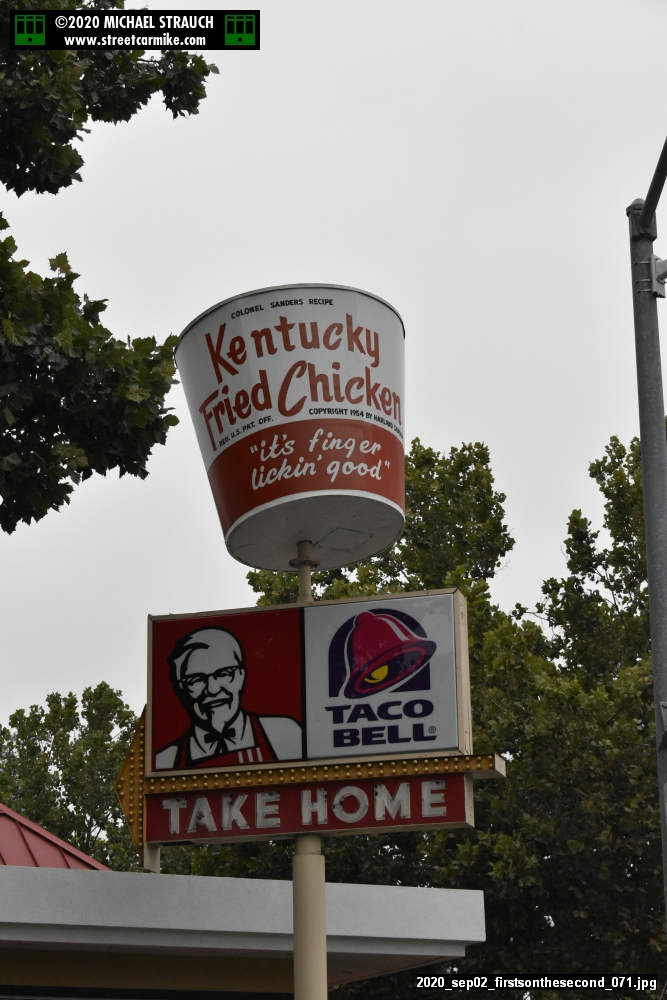 ©2020 MICHAEL STRAUCH
www.streetcarmike.com
COLONEL SANDERS RECIPE
Kentucky
Fried Chicken
REG. U.S. PAT. OFF. COPYRIGHT 1954 BY HARLAND
"it's finger
lickin' good"
TACO
BELL®
TAKE HOME
2020_sep02_firstsonthesecond_071.jpg